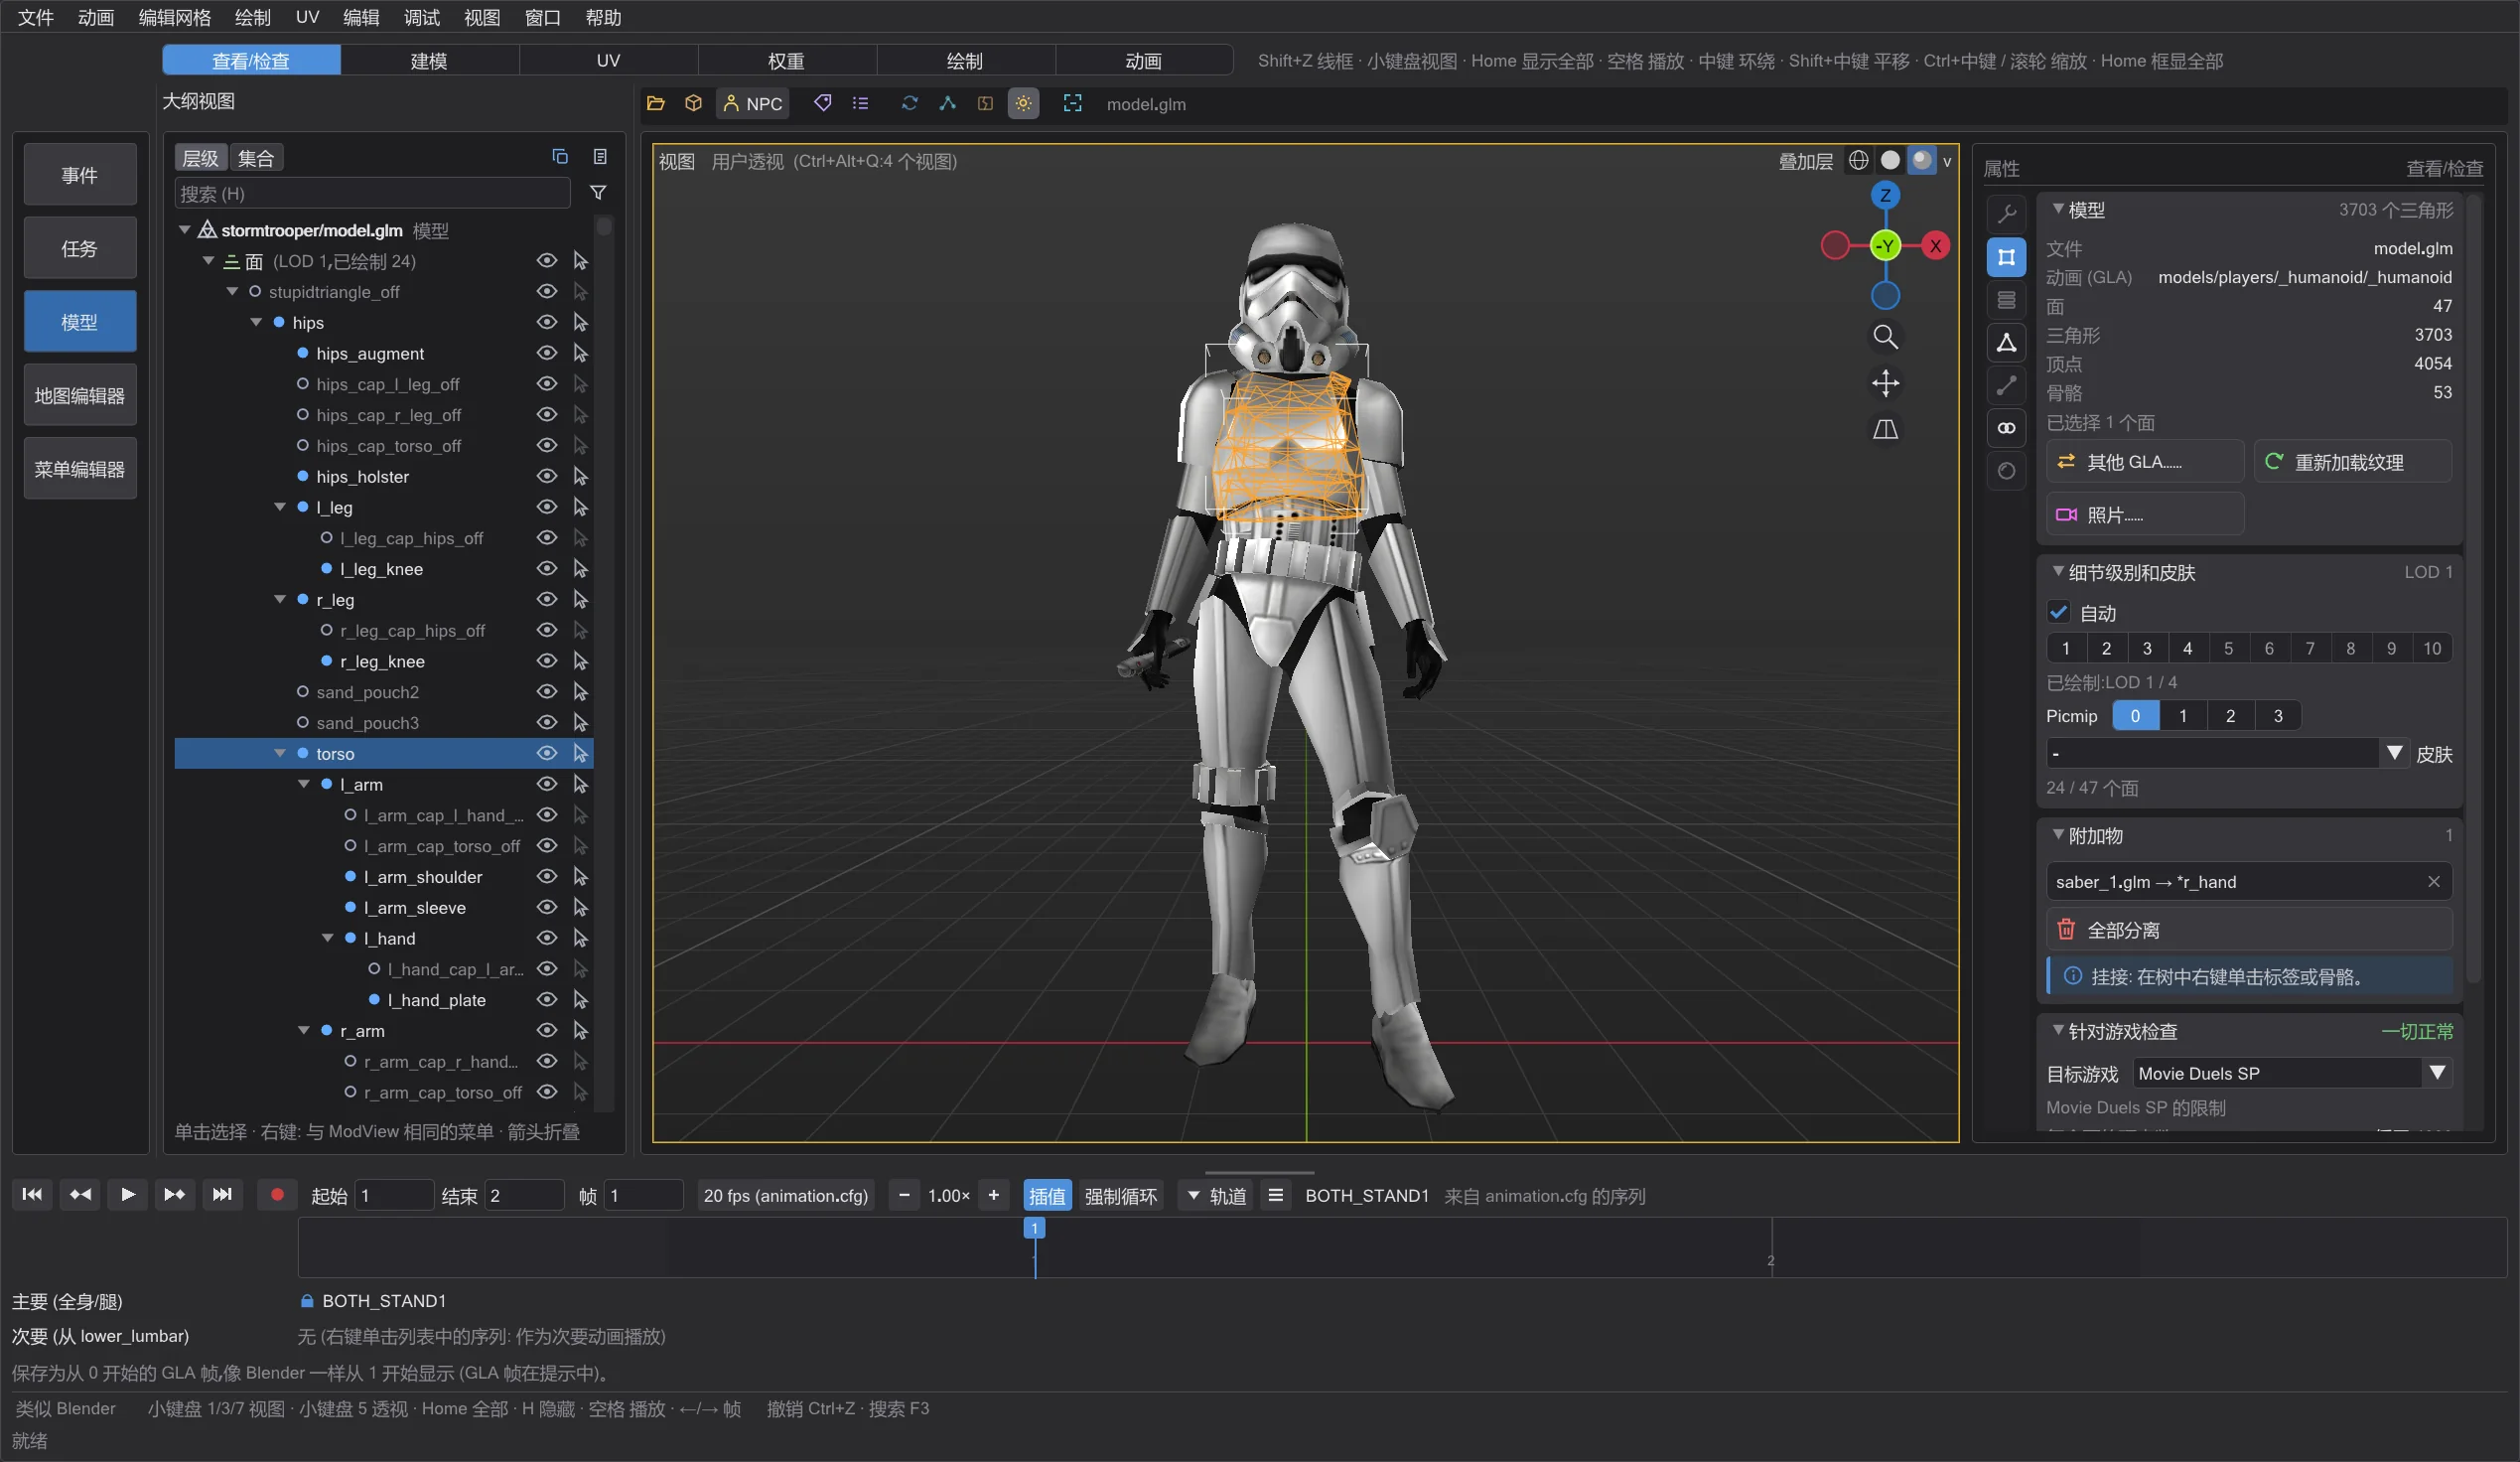 文件 动画 编辑网格 绘制 UV 编辑 调试 视图 窗口 帮助
查看/检查 建模 UV 权重 绘制 动画 Shift+Z 线框 · 小键盘视图 · Home 显示全部 · 空格 播放 · 中键 环绕 · Shift+中键 平移 · Ctrl+中键 / 滚轮 缩放 · Home 框显全部
大纲视图
NPC model.glm
事件
任务
模型
地图编辑器
菜单编辑器
层级 集合
搜索 (H)
stormtrooper/model.glm 模型
面 (LOD 1,已绘制 24)
stupidtriangle_off
hips
hips_augment
hips_cap_l_leg_off
hips_cap_r_leg_off
hips_cap_torso_off
hips_holster
l_leg
l_leg_cap_hips_off
l_leg_knee
r_leg
r_leg_cap_hips_off
r_leg_knee
sand_pouch2
sand_pouch3
torso
l_arm
l_arm_cap_l_hand_...
l_arm_cap_torso_off
l_arm_shoulder
l_arm_sleeve
l_hand
l_hand_cap_l_ar...
l_hand_plate
r_arm
r_arm_cap_r_hand...
r_arm_cap_torso_off
单击选择 · 右键: 与 ModView 相同的菜单 · 箭头折叠
视图 用户透视 (Ctrl+Alt+Q:4 个视图)
叠加层 v
Z
-Y X
属性 查看/检查
模型 3703 个三角形
文件 model.glm
动画 (GLA) models/players/_humanoid/_humanoid
面 47
三角形 3703
顶点 4054
骨骼 53
已选择 1 个面
其他 GLA...... 重新加载纹理
照片......
细节级别和皮肤 LOD 1
自动
1 2 3 4 5 6 7 8 9 10
已绘制:LOD 1 / 4
Picmip 0 1 2 3
- 皮肤
24 / 47 个面
附加物 1
saber_1.glm → *r_hand
全部分离
挂接: 在树中右键单击标签或骨骼。
针对游戏检查 一切正常
目标游戏 Movie Duels SP
Movie Duels SP 的限制
起始 1 结束 2 帧 1 20 fps (animation.cfg) − 1.00× + 插值 强制循环 轨道 BOTH_STAND1 来自 animation.cfg 的序列
1
2
主要 (全身/腿) BOTH_STAND1
次要 (从 lower_lumbar) 无 (右键单击列表中的序列: 作为次要动画播放)
保存为从 0 开始的 GLA 帧,像 Blender 一样从 1 开始显示 (GLA 帧在提示中)。
类似 Blender 小键盘 1/3/7 视图 · 小键盘 5 透视 · Home 全部 · H 隐藏 · 空格 播放 · ←/→ 帧 撤销 Ctrl+Z · 搜索 F3
就绪